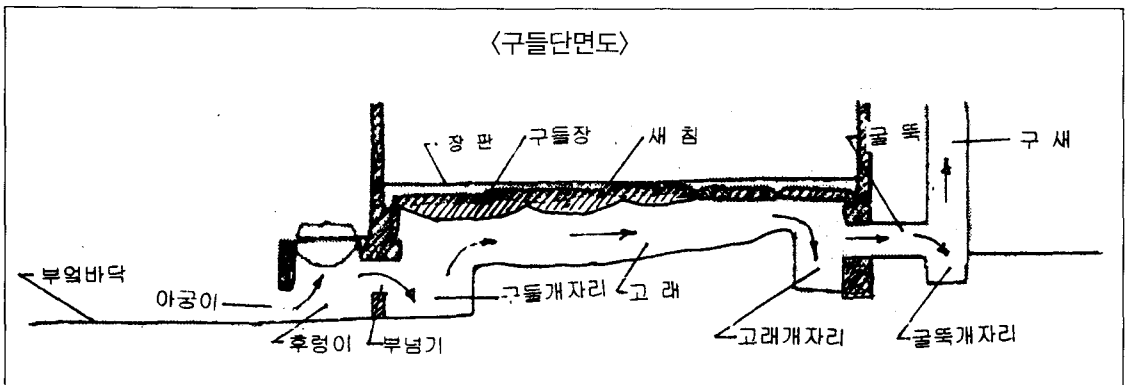 〈구들단면도〉
장 판
구들장
새 침
굴 뚝
구 새
부엌바닥
아궁이
후렁이
부넘기
구들개자리
고 래
고래개자리
굴뚝개자리